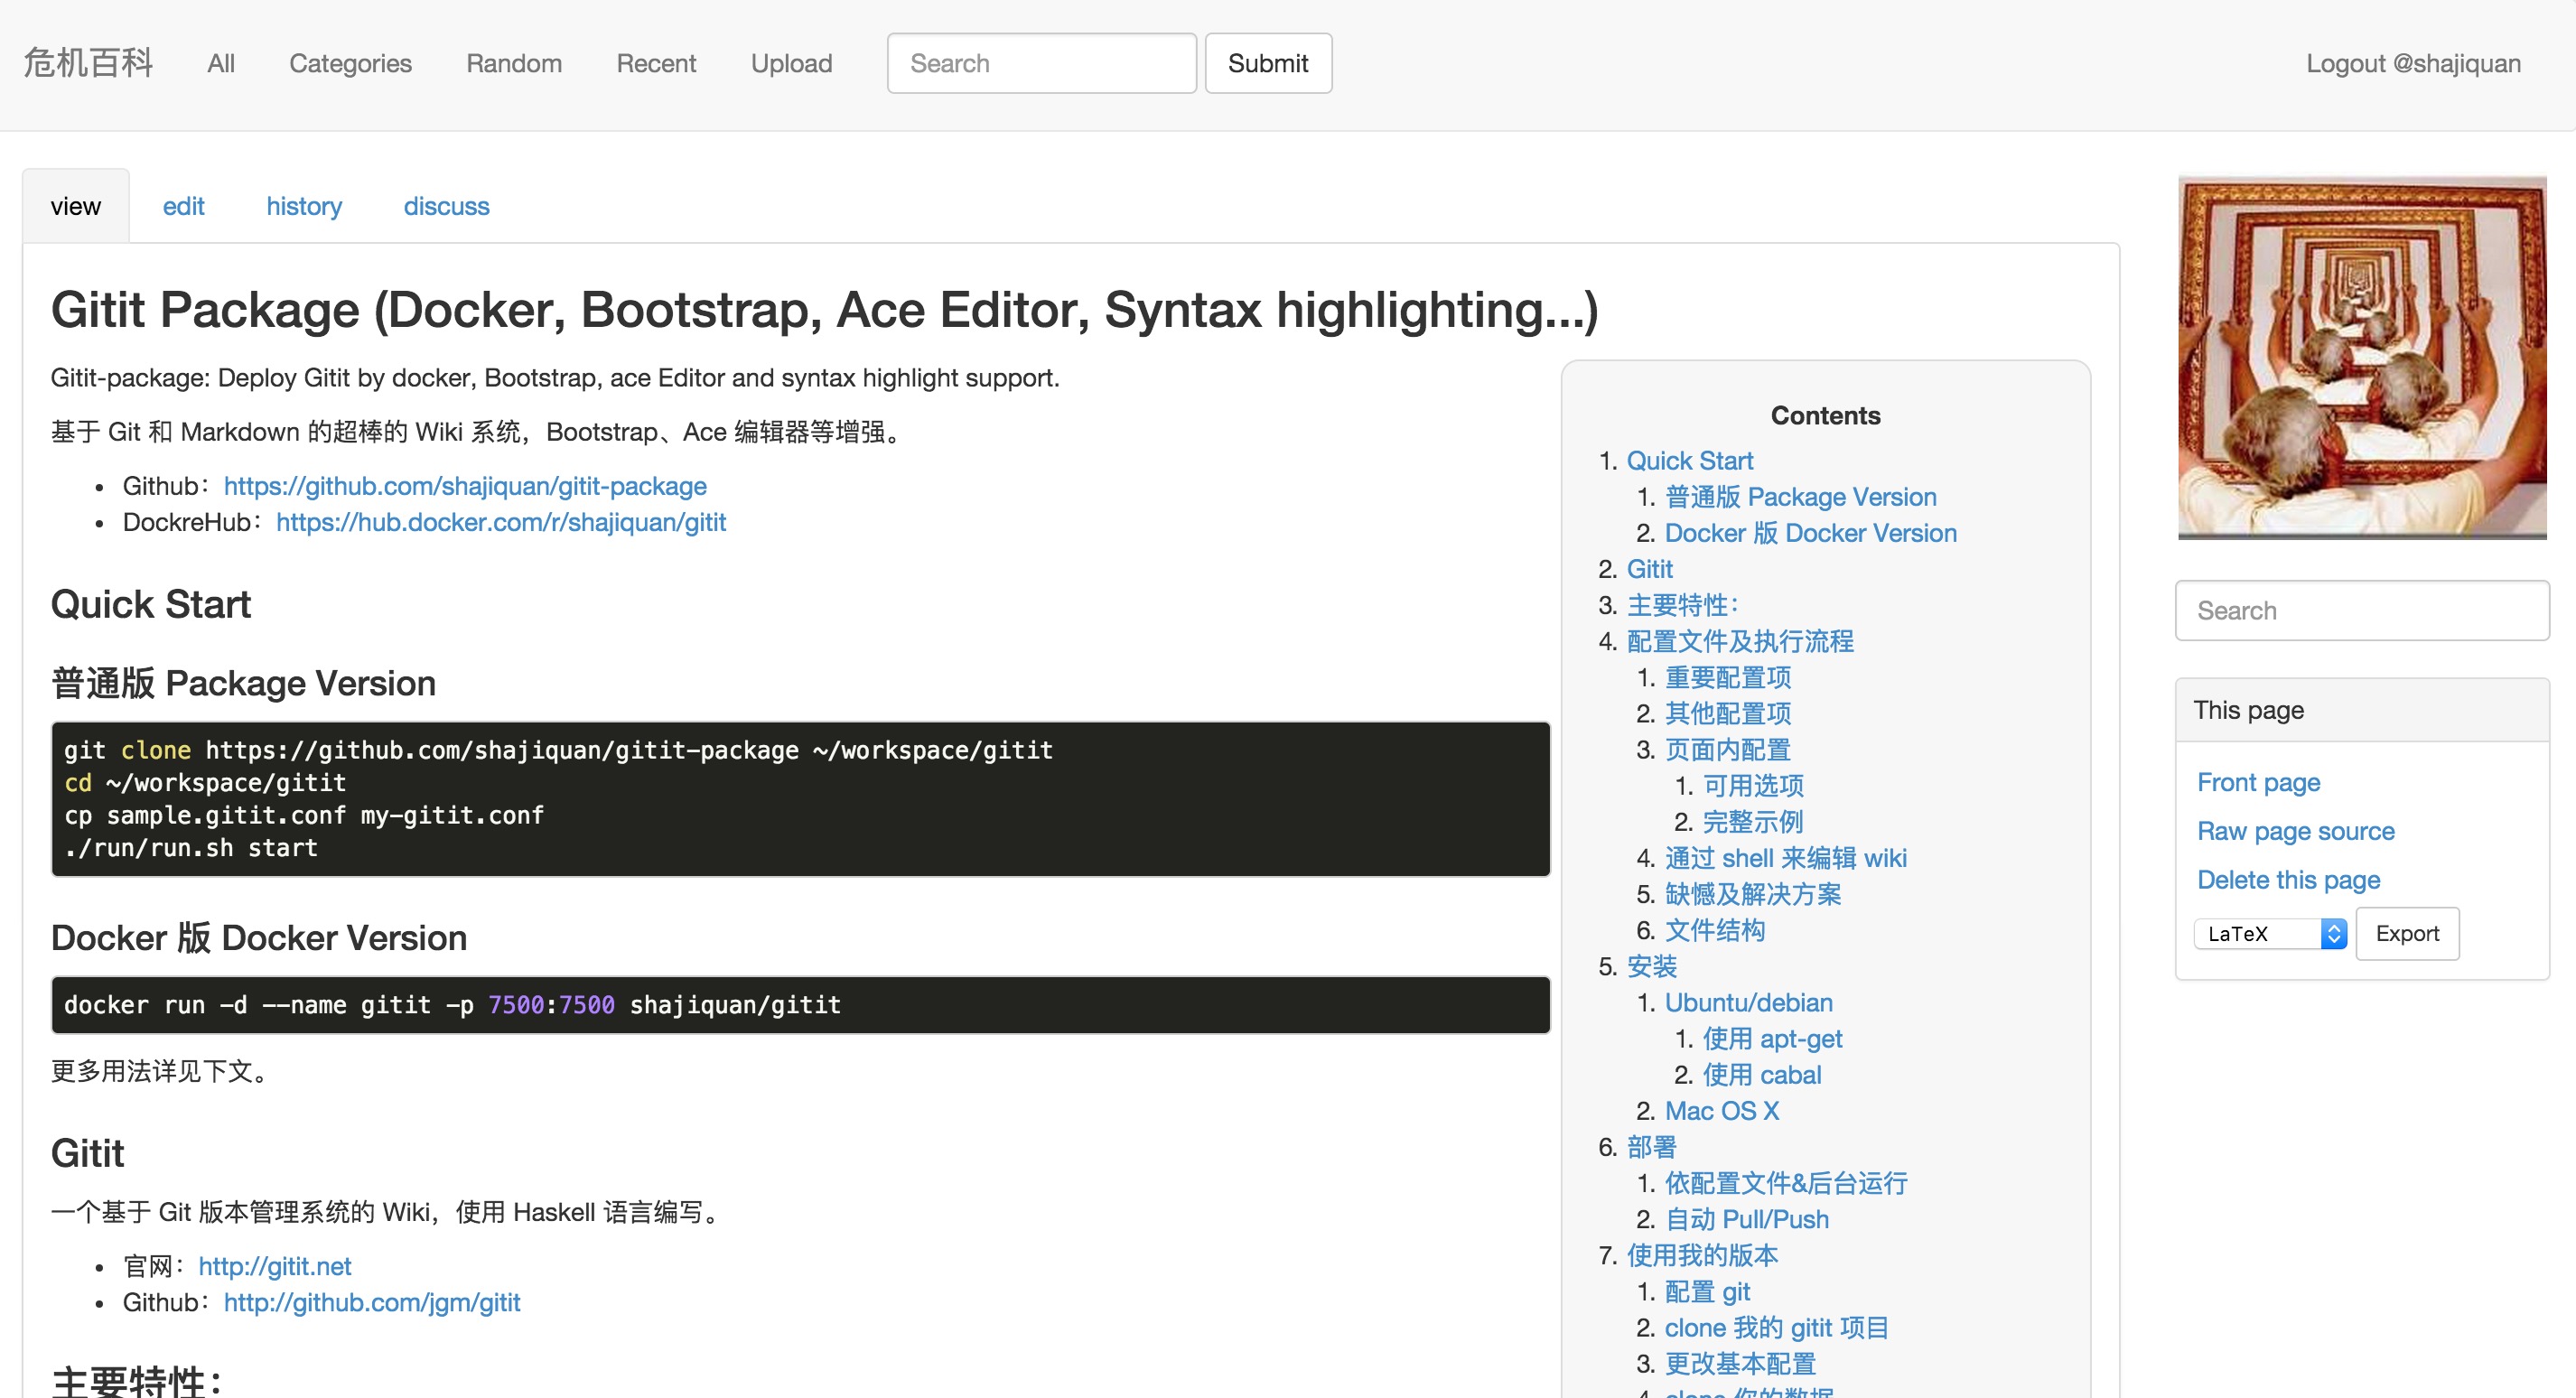 危机百科 All Categories Random Recent Upload Search Submit Logout @shajiquan
view edit history discuss
Gitit Package (Docker, Bootstrap, Ace Editor, Syntax highlighting...)
Gitit-package: Deploy Gitit by docker, Bootstrap, ace Editor and syntax highlight support.
基于 Git 和 Markdown 的超棒的 Wiki 系统，Bootstrap、Ace 编辑器等增强。
• Github：https://github.com/shajiquan/gitit-package
• DockreHub：https://hub.docker.com/r/shajiquan/gitit
Quick Start
普通版 Package Version
git clone https://github.com/shajiquan/gitit-package ~/workspace/gitit
cd ~/workspace/gitit
cp sample.gitit.conf my-gitit.conf
./run/run.sh start
Docker 版 Docker Version
docker run -d --name gitit -p 7500:7500 shajiquan/gitit
更多用法详见下文。
Gitit
一个基于 Git 版本管理系统的 Wiki，使用 Haskell 语言编写。
• 官网：http://gitit.net
• Github：http://github.com/jgm/gitit
主要特性：
Contents
1. Quick Start
1. 普通版 Package Version
2. Docker 版 Docker Version
2. Gitit
3. 主要特性：
4. 配置文件及执行流程
1. 重要配置项
2. 其他配置项
3. 页面内配置
1. 可用选项
2. 完整示例
4. 通过 shell 来编辑 wiki
5. 缺憾及解决方案
6. 文件结构
5. 安装
1. Ubuntu/debian
1. 使用 apt-get
2. 使用 cabal
2. Mac OS X
6. 部署
1. 依配置文件&后台运行
2. 自动 Pull/Push
7. 使用我的版本
1. 配置 git
2. clone 我的 gitit 项目
3. 更改基本配置
4. clone 你的数据
Search
This page
Front page
Raw page source
Delete this page
LaTeX Export